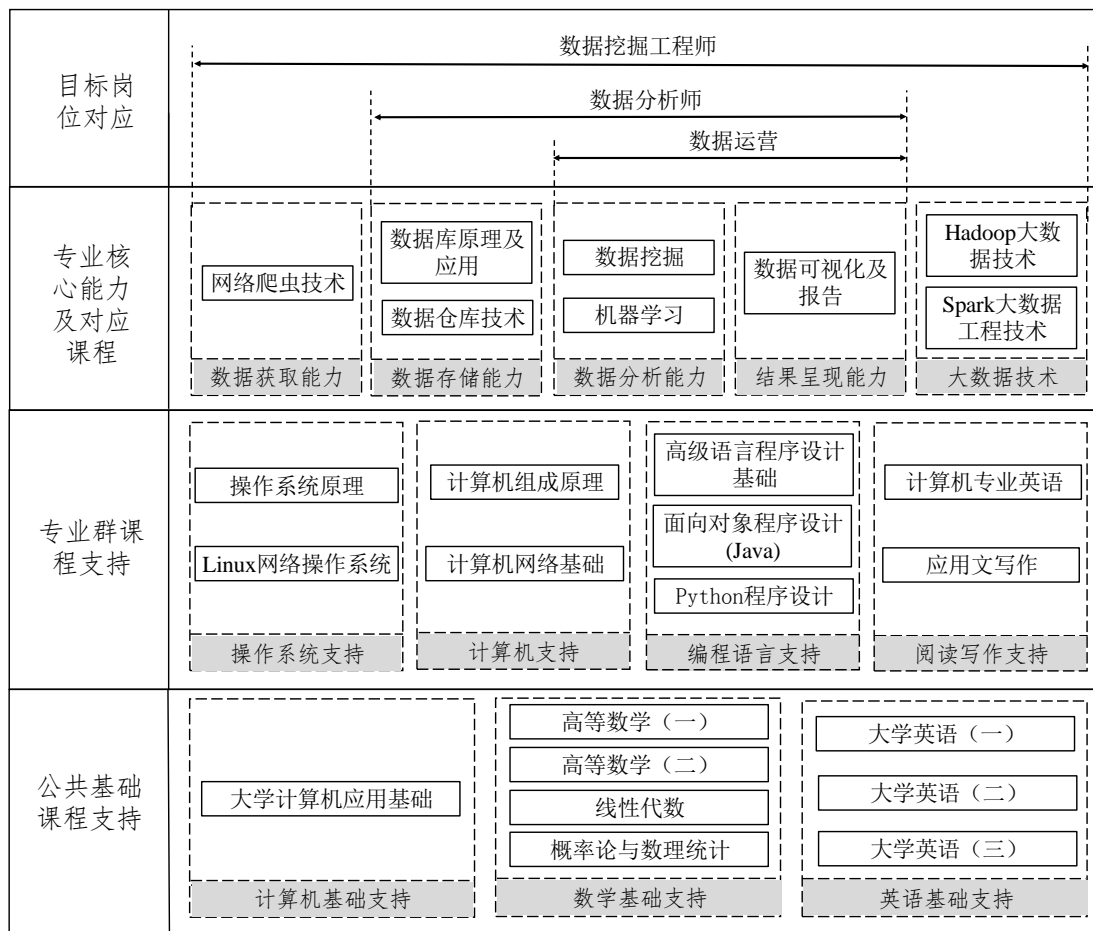 目标岗
位对应
数据挖掘工程师
数据分析师
数据运营
专业核
心能力
及对应
课程
网络爬虫技术
数据获取能力
数据库原理及
应用
数据仓库技术
数据存储能力
数据挖掘
机器学习
数据分析能力
数据可视化及
报告
结果呈现能力
Hadoop大数
据技术
Spark大数据
工程技术
大数据技术
专业群课
程支持
操作系统原理
Linux网络操作系统
操作系统支持
计算机组成原理
计算机网络基础
计算机支持
高级语言程序设计
基础
面向对象程序设计
(Java)
Python程序设计
编程语言支持
计算机专业英语
应用文写作
阅读写作支持
公共基础
课程支持
大学计算机应用基础
计算机基础支持
高等数学（一）
高等数学（二）
线性代数
概率论与数理统计
数学基础支持
大学英语（一）
大学英语（二）
大学英语（三）
英语基础支持